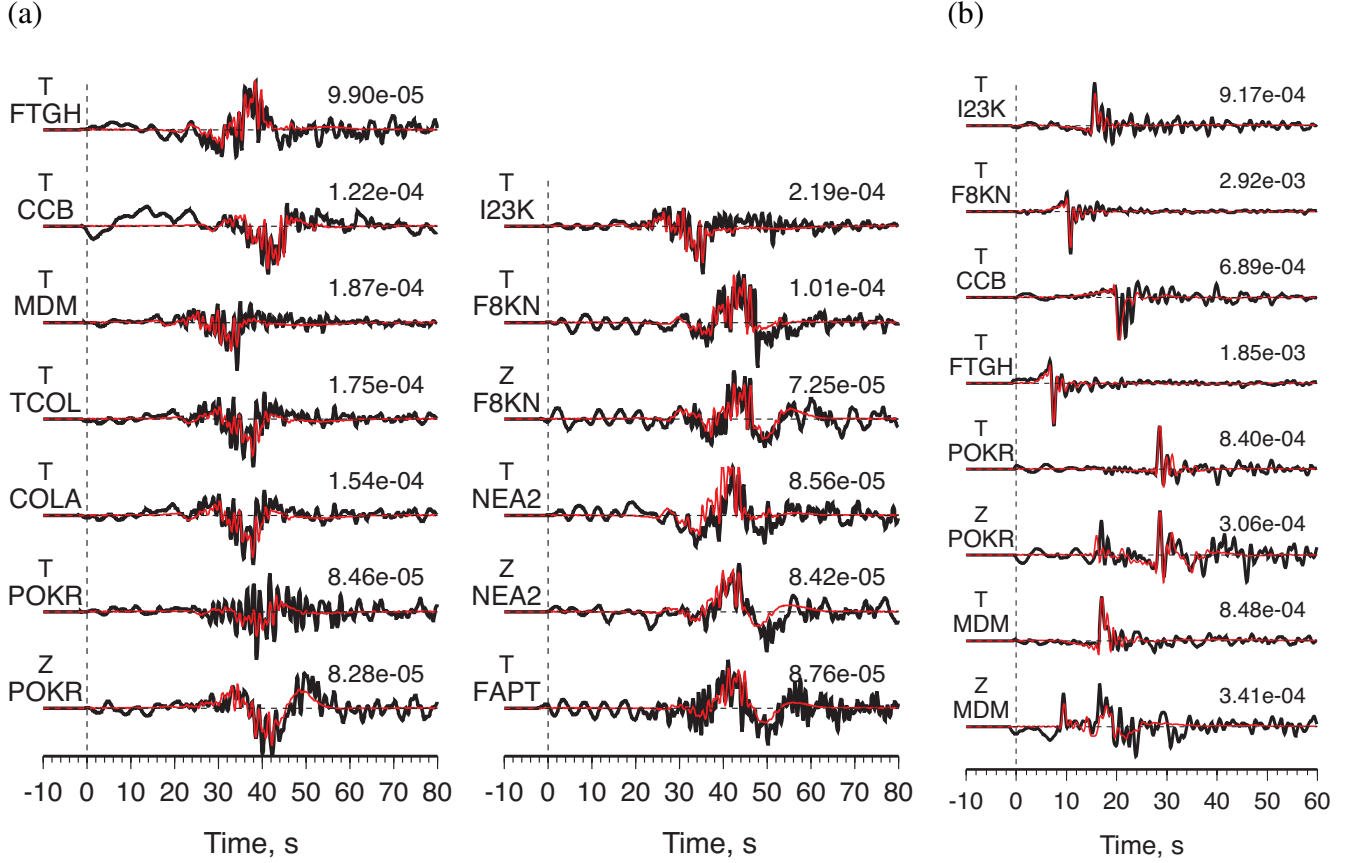 (a)
(b)
T
FTGH
9.90e-05
T
CCB
1.22e-04
T
MDM
1.87e-04
T
TCOL
1.75e-04
T
COLA
1.54e-04
T
POKR
8.46e-05
Z
POKR
8.28e-05
-10 0 10 20 30 40 50 60 70 80
Time, s
T
I23K
2.19e-04
T
F8KN
1.01e-04
Z
F8KN
7.25e-05
T
NEA2
8.56e-05
Z
NEA2
8.42e-05
T
FAPT
8.76e-05
-10 0 10 20 30 40 50 60 70 80
Time, s
T
I23K
9.17e-04
T
F8KN
2.92e-03
T
CCB
6.89e-04
T
FTGH
1.85e-03
T
POKR
8.40e-04
Z
POKR
3.06e-04
T
MDM
8.48e-04
Z
MDM
3.41e-04
-10 0 10 20 30 40 50 60
Time, s